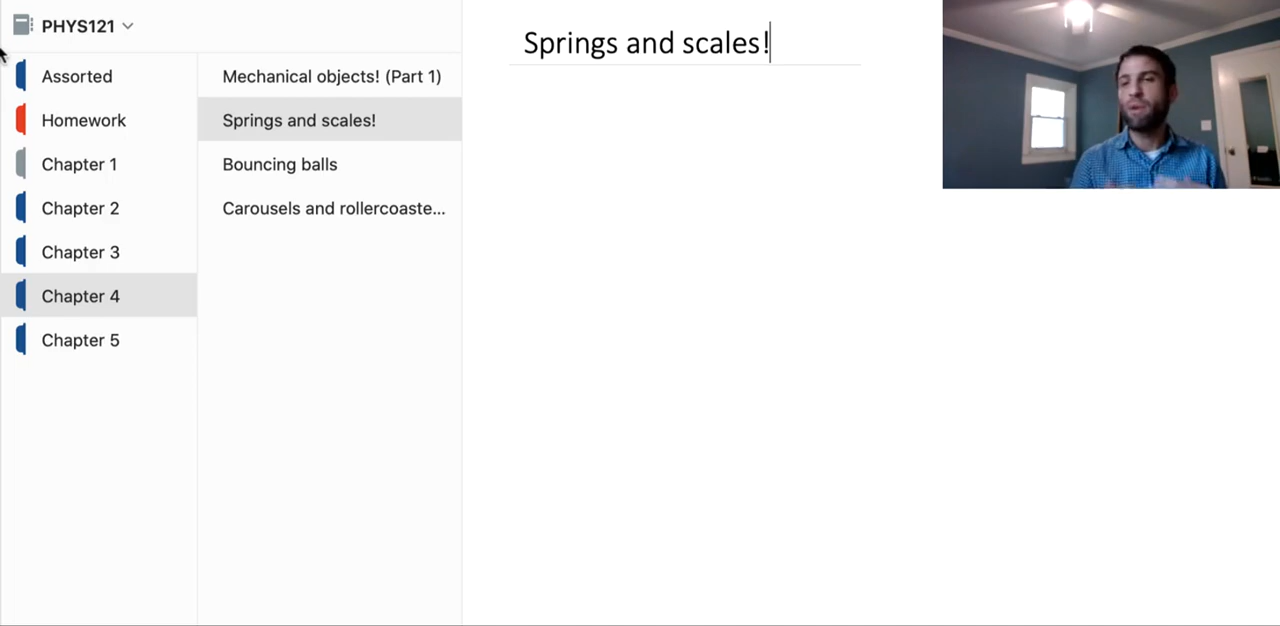 PHYS121
Assorted
Homework
Chapter 1
Chapter 2
Chapter 3
Chapter 4
Chapter 5
Mechanical objects! (Part 1)
Springs and scales!
Bouncing balls
Carousels and rollercoaste...
Springs and scales!